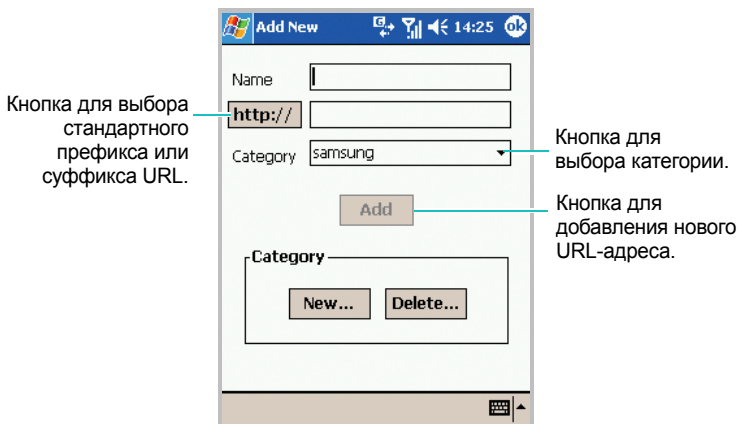 Add New 14:25 ok
Name
http://
Category samsung
Add
Category
New... Delete...
Кнопка для выбора
стандартного
префикса или
суффикса URL.
Кнопка для
выбора категории.
Кнопка для
добавления нового
URL-адреса.